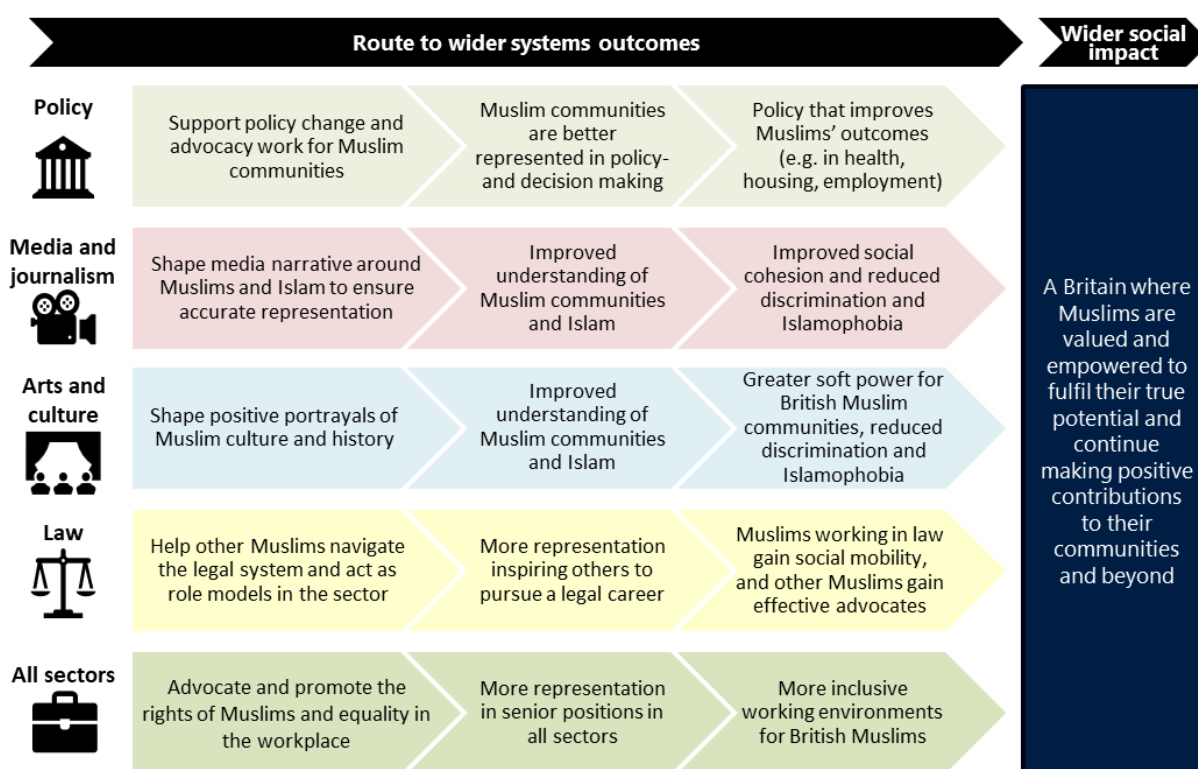 Route to wider systems outcomes
Wider social
impact
Policy
Support policy change and
advocacy work for Muslim
communities
Muslim communities
are better
represented in policy-
and decision making
Policy that improves
Muslims’ outcomes
(e.g. in health,
housing, employment)
Media and
journalism
Shape media narrative around
Muslims and Islam to ensure
accurate representation
Improved
understanding of
Muslim communities
and Islam
Improved social
cohesion and reduced
discrimination and
Islamophobia
Arts and
culture
Shape positive portrayals of
Muslim culture and history
Improved
understanding of
Muslim communities
and Islam
Greater soft power for
British Muslim
communities, reduced
discrimination and
Islamophobia
Law
Help other Muslims navigate
the legal system and act as
role models in the sector
More representation
inspiring others to
pursue a legal career
Muslims working in law
gain social mobility,
and other Muslims gain
effective advocates
All sectors
Advocate and promote the
rights of Muslims and equality in
the workplace
More representation
in senior positions in
all sectors
More inclusive
working environments
for British Muslims
A Britain where
Muslims are
valued and
empowered to
fulfil their true
potential and
continue
making positive
contributions
to their
communities
and beyond